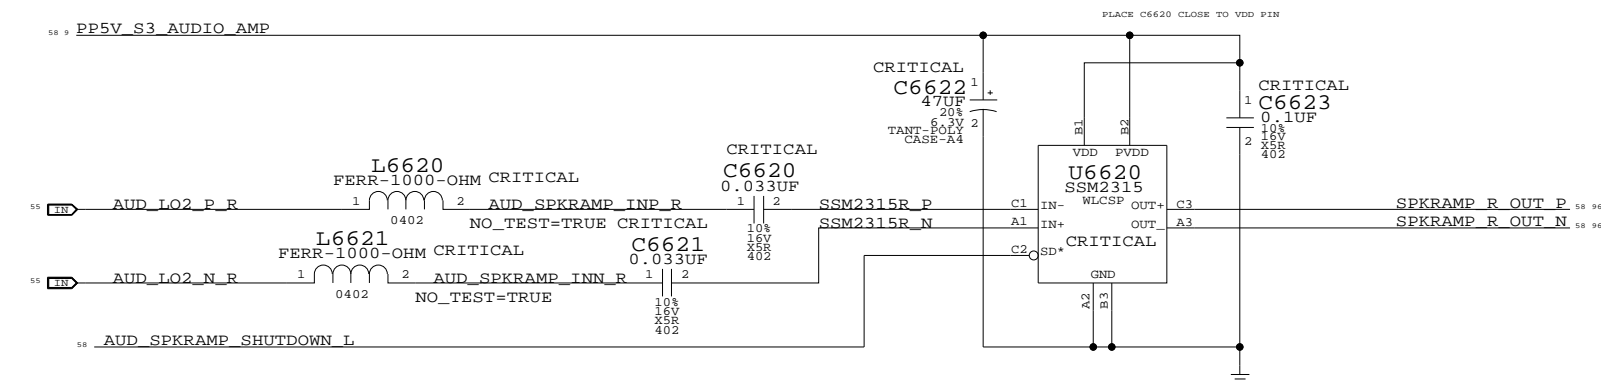 PLACE C6620 CLOSE TO VDD PIN
58 9 PP5V_S3_AUDIO_AMP
CRITICAL
C6622
47UF
20%
6.3V
TANT-POLY
CASE-A4
1
+
2
CRITICAL
C6623
0.1UF
10%
16V
X5R
402
1
2
B1
B2
VDD PVDD
U6620
SSM2315
WLCSP
CRITICAL
L6620
FERR-1000-OHM CRITICAL
1 2
0402
CRITICAL
C6620
0.033UF
1 2
10%
16V
X5R
402
55 IN AUD_LO2_P_R
AUD_SPKRAMP_INP_R
NO_TEST=TRUE
SSM2315R_P
SSM2315R_N
C1 IN- OUT+ C3
A1 IN+ OUT_ A3
C2 SD*
SPKRAMP_R_OUT_P 58 96
SPKRAMP_R_OUT_N 58 96
L6621
FERR-1000-OHM CRITICAL
1 2
0402
CRITICAL
C6621
0.033UF
1 2
10%
16V
X5R
402
55 IN AUD_LO2_N_R
AUD_SPKRAMP_INN_R
NO_TEST=TRUE
GND
A2
B3
58 AUD_SPKRAMP_SHUTDOWN_L